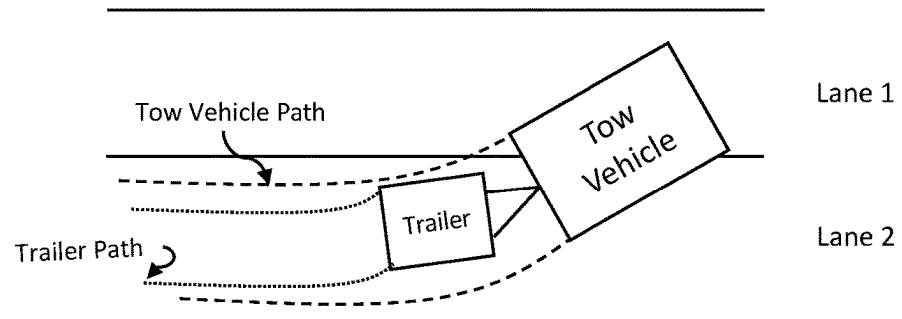 Lane 1
Tow Vehicle Path
Tow
Vehicle
Trailer
Lane 2
Trailer Path